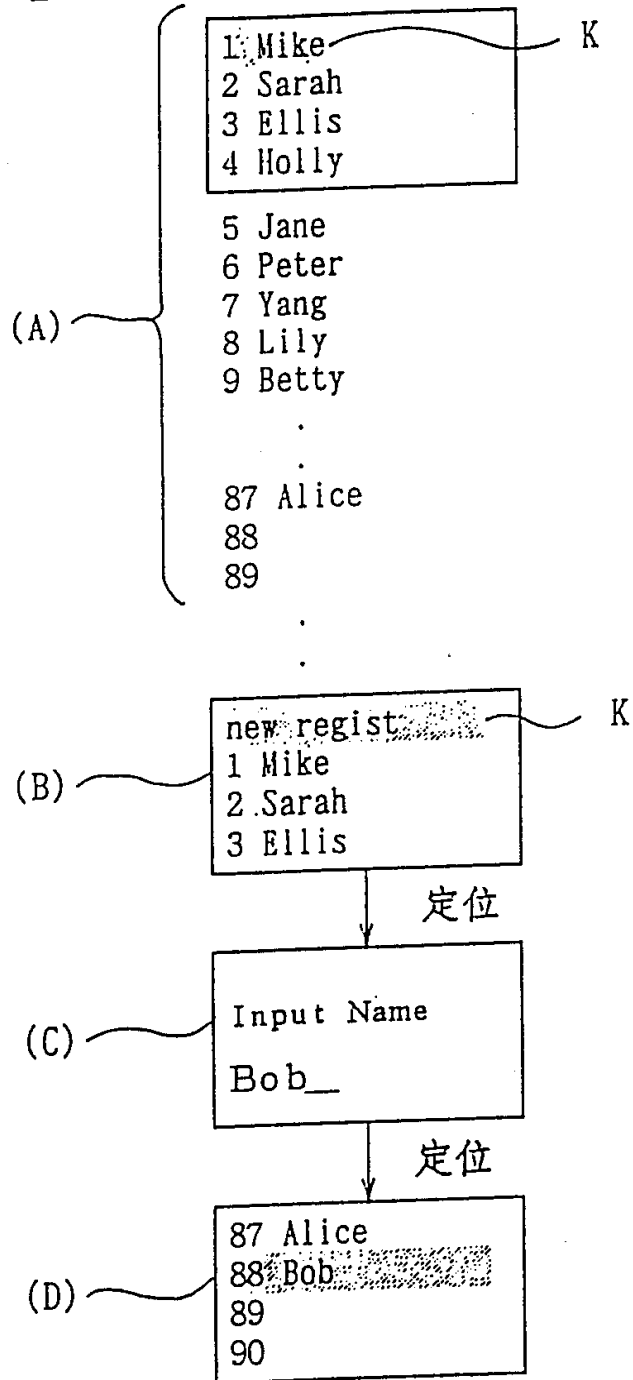 1 Mike K
2 Sarah
3 Ellis
4 Holly
5 Jane
6 Peter
(A)
7 Yang
8 Lily
9 Betty
.
.
87 Alice
88
89
.
.
new regist K
1 Mike
(B)
2 Sarah
3 Ellis
定位
(C)
Input Name
Bob_
定位
87 Alice
88 Bob
(D)
89
90